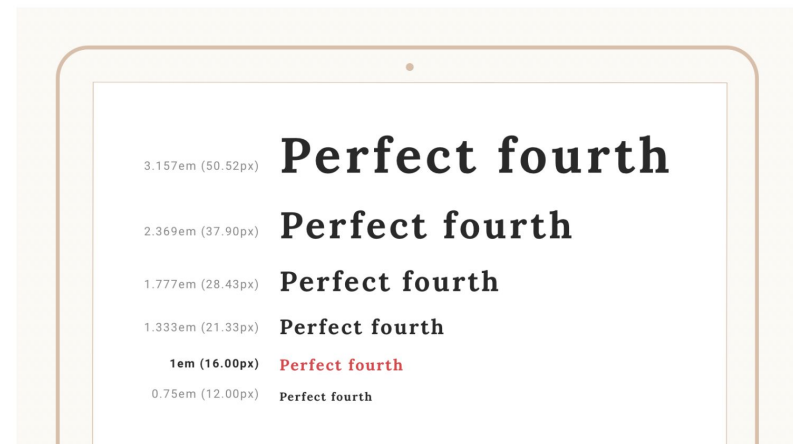 3.157em (50.52px) Perfect fourth
2.369em (37.90px) Perfect fourth
1.777em (28.43px) Perfect fourth
1.333em (21.33px) Perfect fourth
1em (16.00px) Perfect fourth
0.75em (12.00px) Perfect fourth